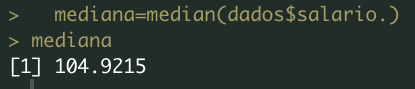 >   mediana=median(dados$salario.)
> mediana
[1] 104.9215